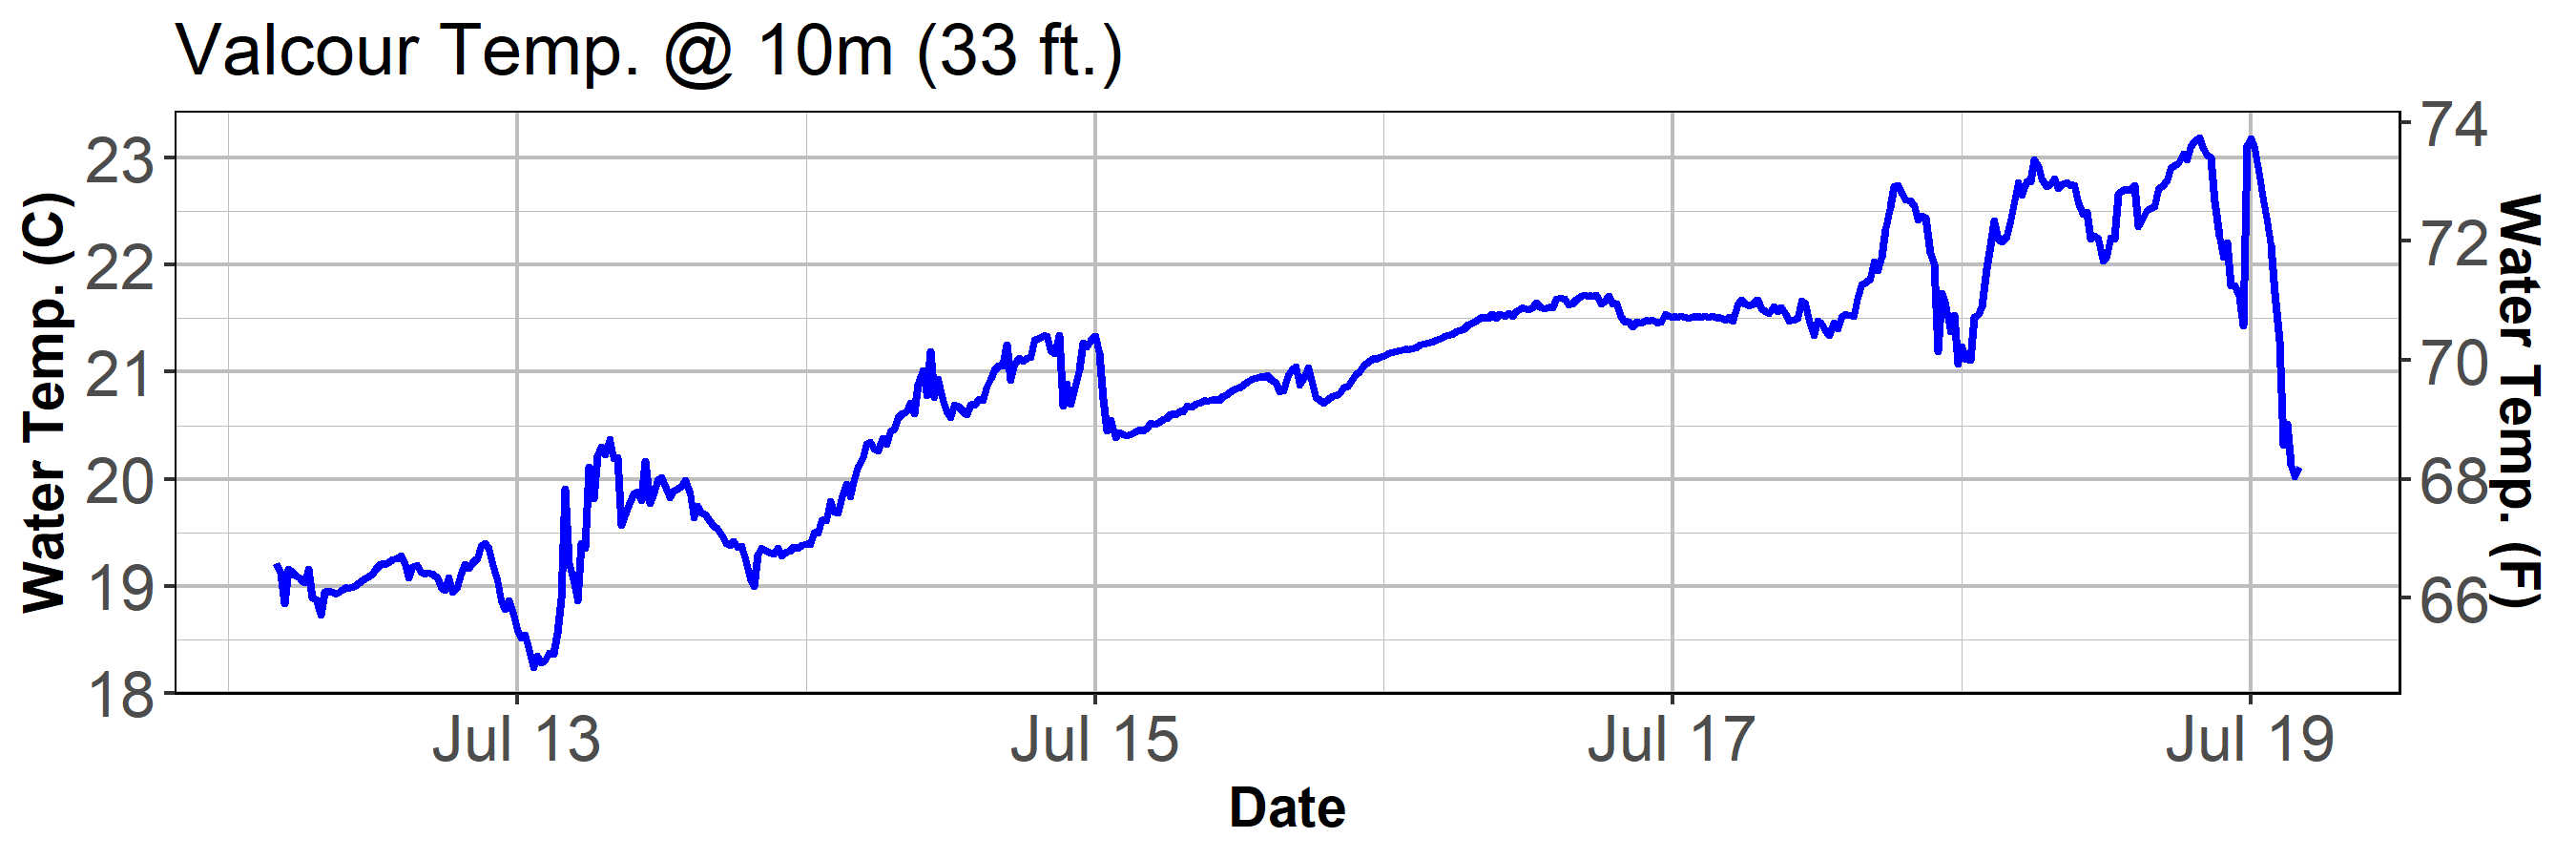 Valcour Temp. @ 10m (33 ft.)
Water Temp. (C)
23
22
21
20
19
18
74
72
70
68
66
Water Temp. (F)
Jul 13
Jul 15
Jul 17
Jul 19
Date